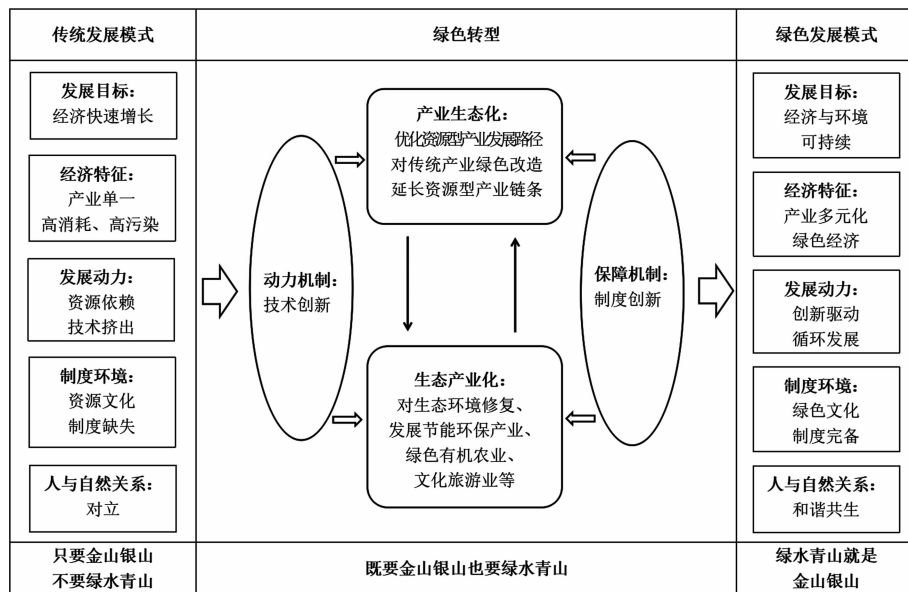 传统发展模式
绿色转型
绿色发展模式
发展目标：
经济快速增长
经济特征：
产业单一
高消耗、高污染
发展动力：
资源依赖
技术挤出
制度环境：
资源文化
制度缺失
人与自然关系：
对立
动力机制：
技术创新
产业生态化：
优化资源型产业发展路径
对传统产业绿色改造
延长资源型产业链条
生态产业化：
对生态环境修复、
发展节能环保产业、
绿色有机农业、
文化旅游业等
保障机制：
制度创新
发展目标：
经济与环境
可持续
经济特征：
产业多元化
绿色经济
发展动力：
创新驱动
循环发展
制度环境：
绿色文化
制度完备
人与自然关系：
和谐共生
只要金山银山
不要绿水青山
既要金山银山也要绿水青山
绿水青山就是
金山银山